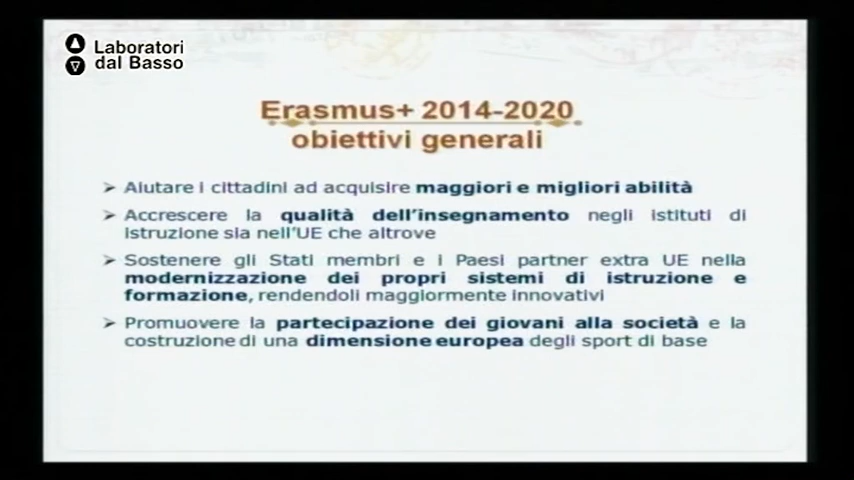 Laboratori
dal Basso
Erasmus+ 2014-2020
obiettivi generali
➢ Aiutare i cittadini ad acquisire maggiori e migliori abilità
➢ Accrescere la qualità dell'insegnamento negli istituti di
istruzione sia nell'UE che altrove
➢ Sostenere gli Stati membri e i Paesi partner extra UE nella
modernizzazione dei propri sistemi di istruzione e
formazione, rendendoli maggiormente innovativi
➢ Promuovere la partecipazione dei giovani alla società e la
costruzione di una dimensione europea degli sport di base